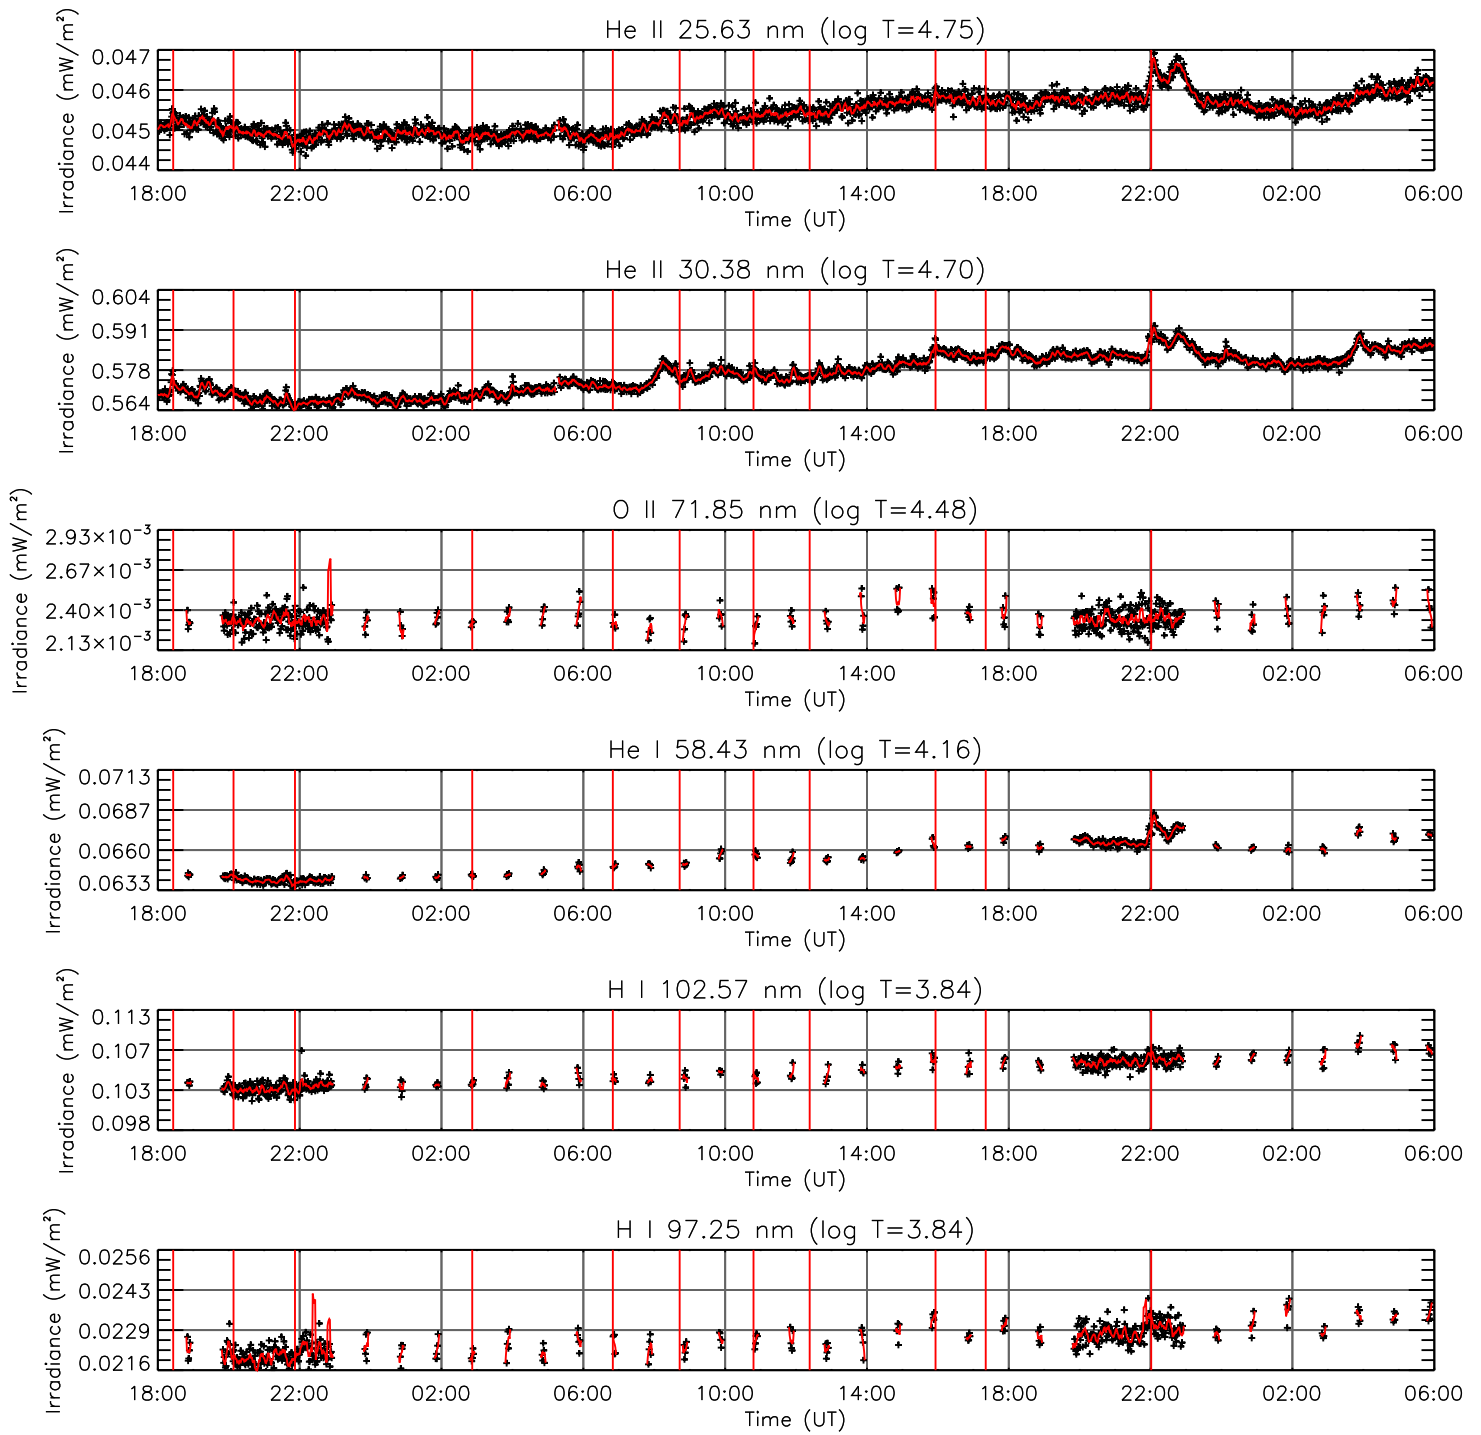 He II 25.63 nm (log T=4.75)
Irradiance (mW/m²)
0.047
0.046
0.045
0.044
18:00 22:00 02:00 06:00 10:00 14:00 18:00 22:00 02:00 06:00
Time (UT)
He II 30.38 nm (log T=4.70)
Irradiance (mW/m²)
0.604
0.591
0.578
0.564
18:00 22:00 02:00 06:00 10:00 14:00 18:00 22:00 02:00 06:00
Time (UT)
O II 71.85 nm (log T=4.48)
Irradiance (mW/m²)
2.93×10⁻³
2.67×10⁻³
2.40×10⁻³
2.13×10⁻³
18:00 22:00 02:00 06:00 10:00 14:00 18:00 22:00 02:00 06:00
Time (UT)
He I 58.43 nm (log T=4.16)
Irradiance (mW/m²)
0.0713
0.0687
0.0660
0.0633
18:00 22:00 02:00 06:00 10:00 14:00 18:00 22:00 02:00 06:00
Time (UT)
H I 102.57 nm (log T=3.84)
Irradiance (mW/m²)
0.113
0.107
0.103
0.098
18:00 22:00 02:00 06:00 10:00 14:00 18:00 22:00 02:00 06:00
Time (UT)
H I 97.25 nm (log T=3.84)
Irradiance (mW/m²)
0.0256
0.0243
0.0229
0.0216
18:00 22:00 02:00 06:00 10:00 14:00 18:00 22:00 02:00 06:00
Time (UT)